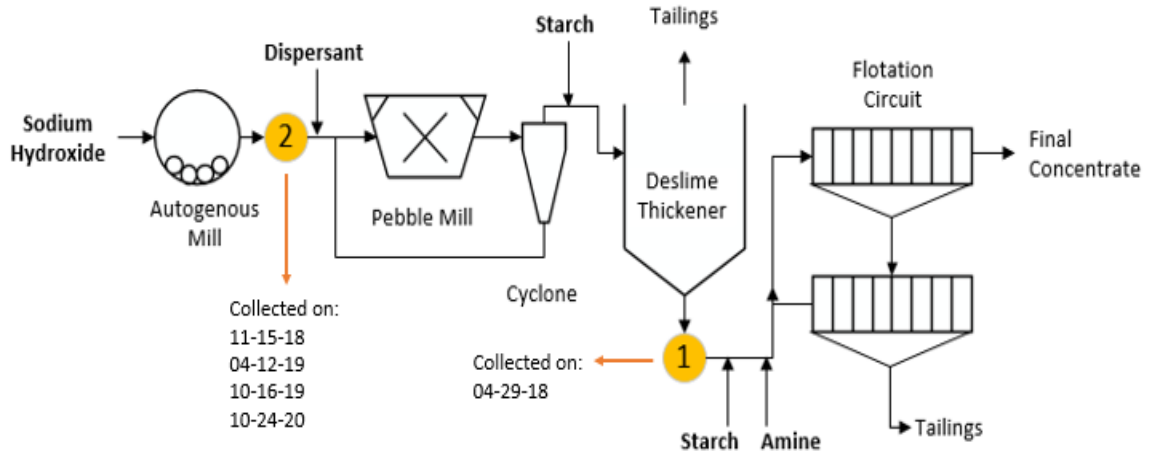 Sodium
Hydroxide
Autogenous
Mill
2
Dispersant
Collected on:
11-15-18
04-12-19
10-16-19
10-24-20
Pebble Mill
Cyclone
Starch
Tailings
Deslime
Thickener
1
Collected on:
04-29-18
Starch
Amine
Flotation
Circuit
Final
Concentrate
Tailings